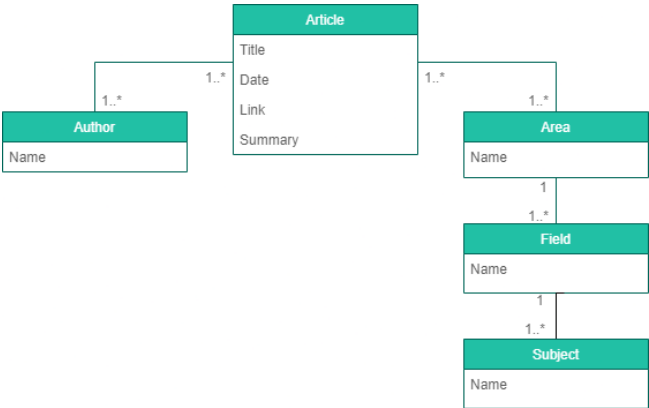 Article
Title
Date
Link
Summary
1..*
1..*
Author
Name
1..*
1..*
Area
Name
1
1..*
Field
Name
1
1..*
Subject
Name